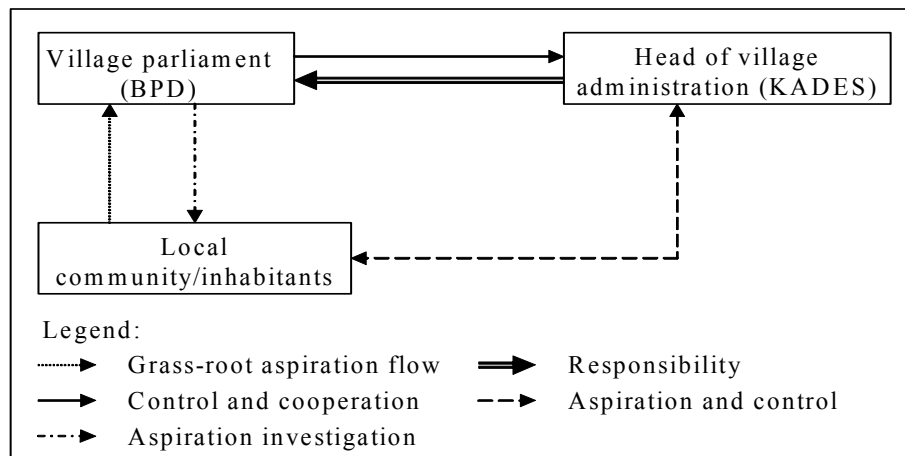 Village parliament
(BPD)
Head of village
administration (KADES)
Local
community/inhabitants
Legend:
Grass-root aspiration flow
Responsibility
Control and cooperation
Aspiration and control
Aspiration investigation